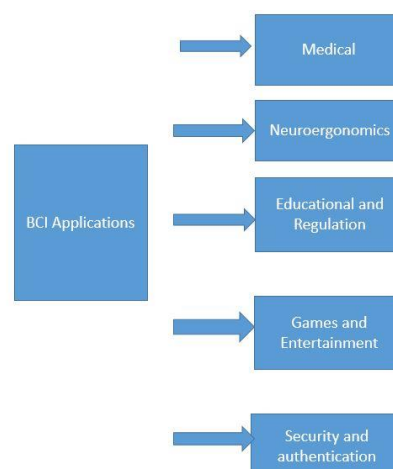 BCI Applications
Medical
Neuroergonomics
Educational and
Regulation
Games and
Entertainment
Security and
authentication